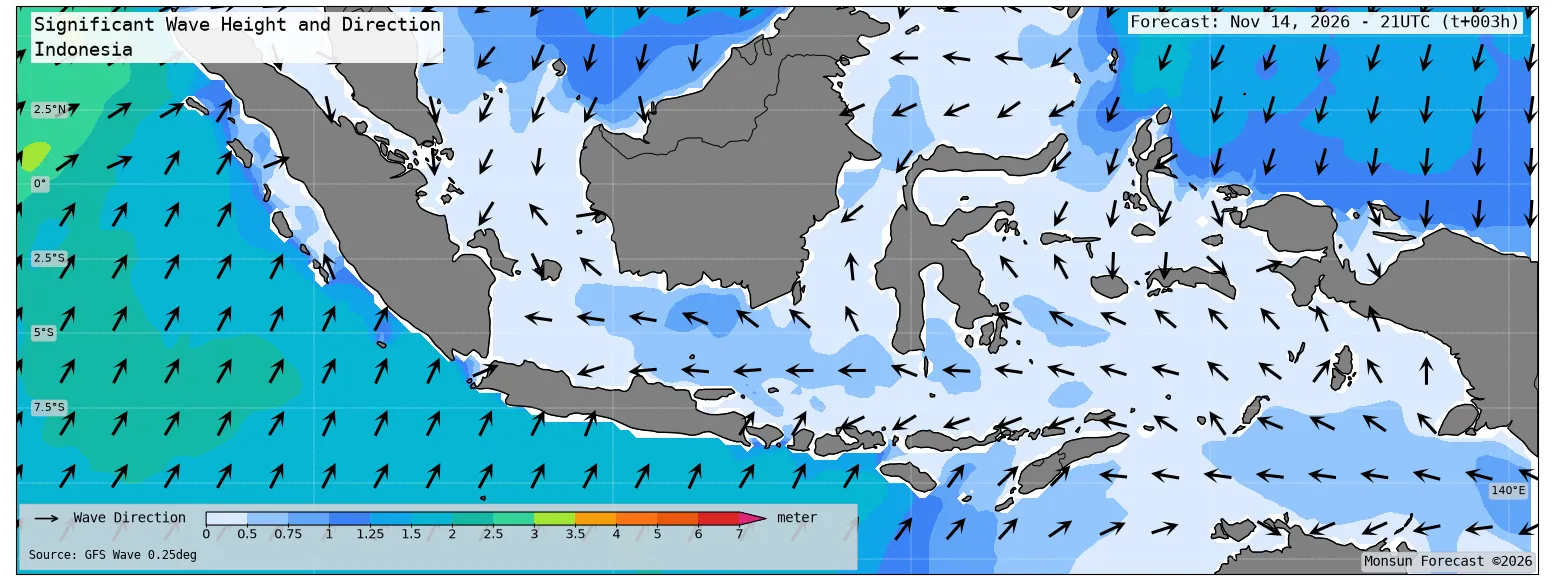 Significant Wave Height and Direction
Indonesia
Forecast: Nov 14, 2026 - 21UTC (t+003h)
2.5°N
0°
2.5°S
5°S
7.5°S
140°E
Wave Direction
meter
0 0.5 0.75 1 1.25 1.5 2 2.5 3 3.5 4 5 6 7
Source: GFS Wave 0.25deg
Monsun Forecast ©2026